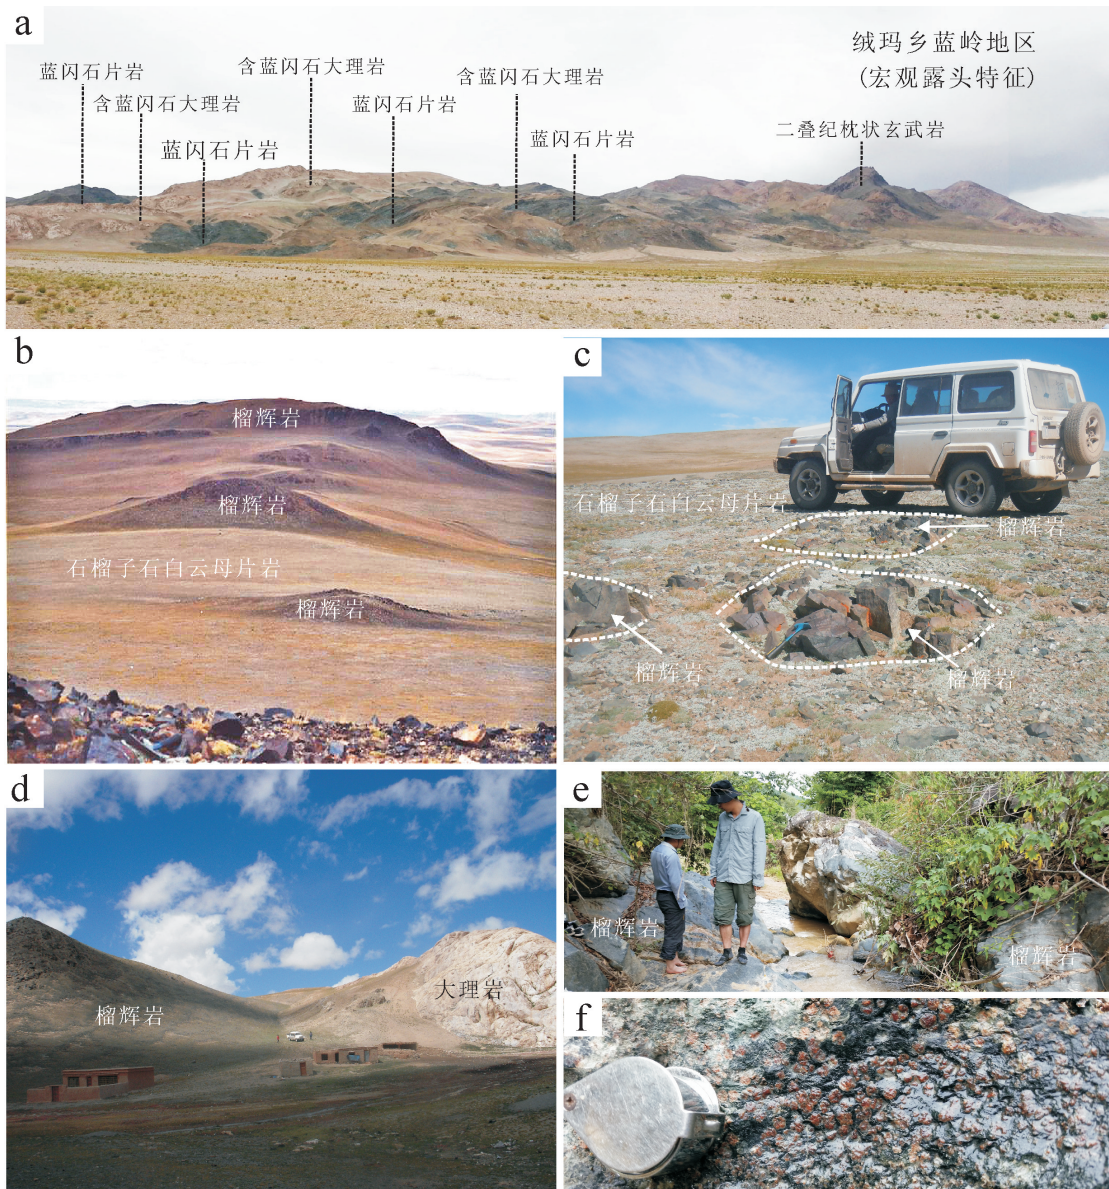 a
绒玛乡蓝岭地区
(宏观露头特征)
蓝闪石片岩
含蓝闪石大理岩
蓝闪石片岩
含蓝闪石大理岩
蓝闪石片岩
含蓝闪石大理岩
蓝闪石片岩
二叠纪枕状玄武岩
b
榴辉岩
榴辉岩
石榴子石白云母片岩
榴辉岩
c
石榴子石白云母片岩
榴辉岩
榴辉岩
榴辉岩
d
榴辉岩
大理岩
e
榴辉岩
榴辉岩
f